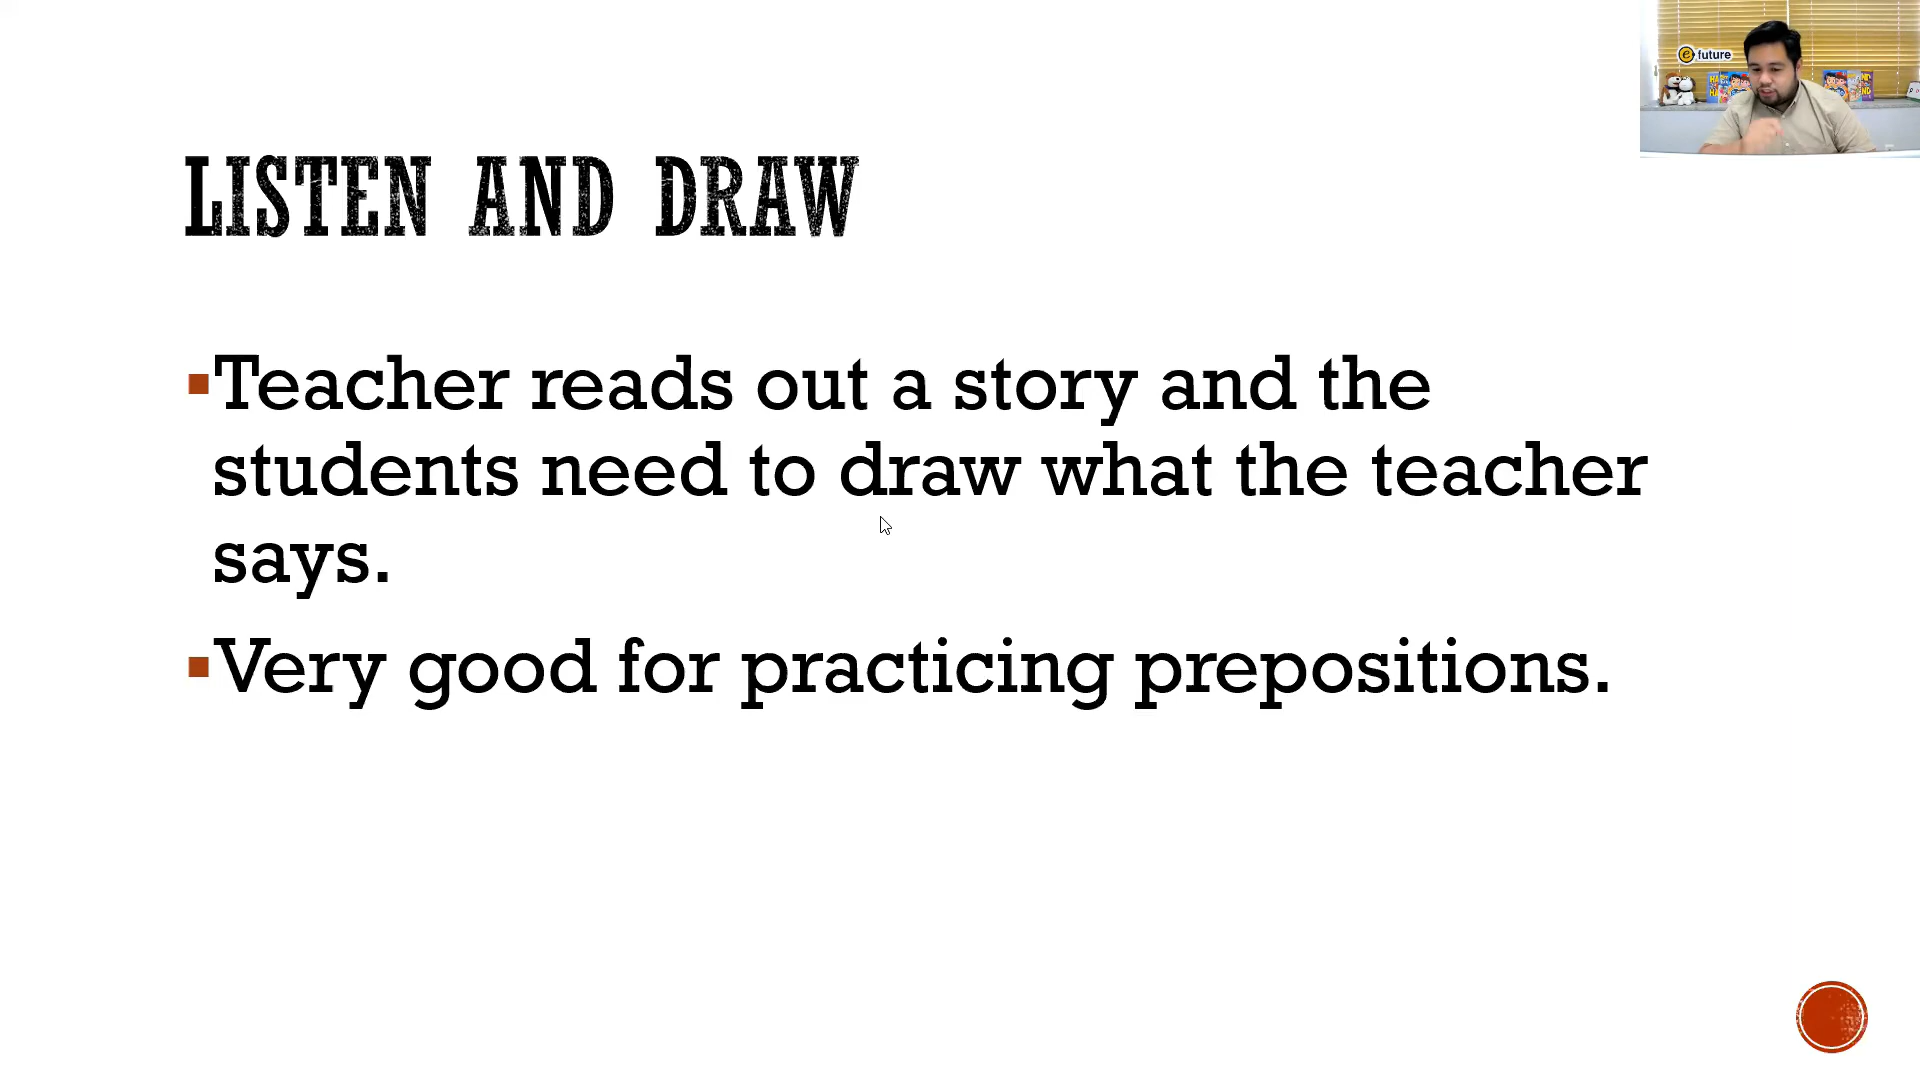 e future
LISTEN AND DRAW
▪Teacher reads out a story and the
students need to draw what the teacher
says.
▪Very good for practicing prepositions.